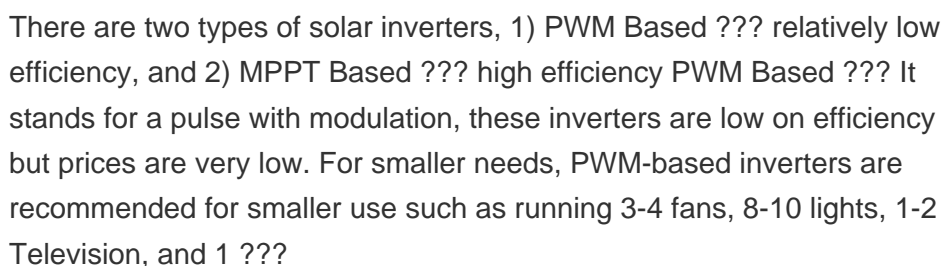 There are two types of solar inverters, 1) PWM Based ??? relatively low
efficiency, and 2) MPPT Based ??? high efficiency PWM Based ??? It
stands for a pulse with modulation, these inverters are low on efficiency
but prices are very low. For smaller needs, PWM-based inverters are
recommended for smaller use such as running 3-4 fans, 8-10 lights, 1-2
Television, and 1 ???